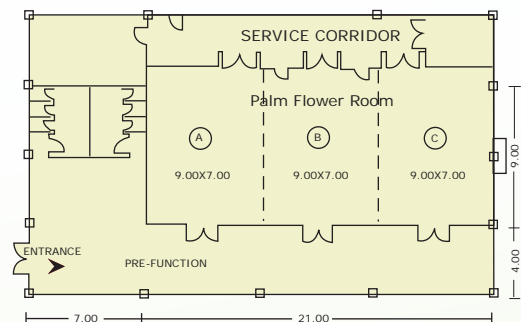 SERVICE CORRIDOR
Palm Flower Room
A B C
9.00X7.00 9.00X7.00 9.00X7.00
9.00
ENTRANCE
PRE-FUNCTION
4.00
7.00 21.00